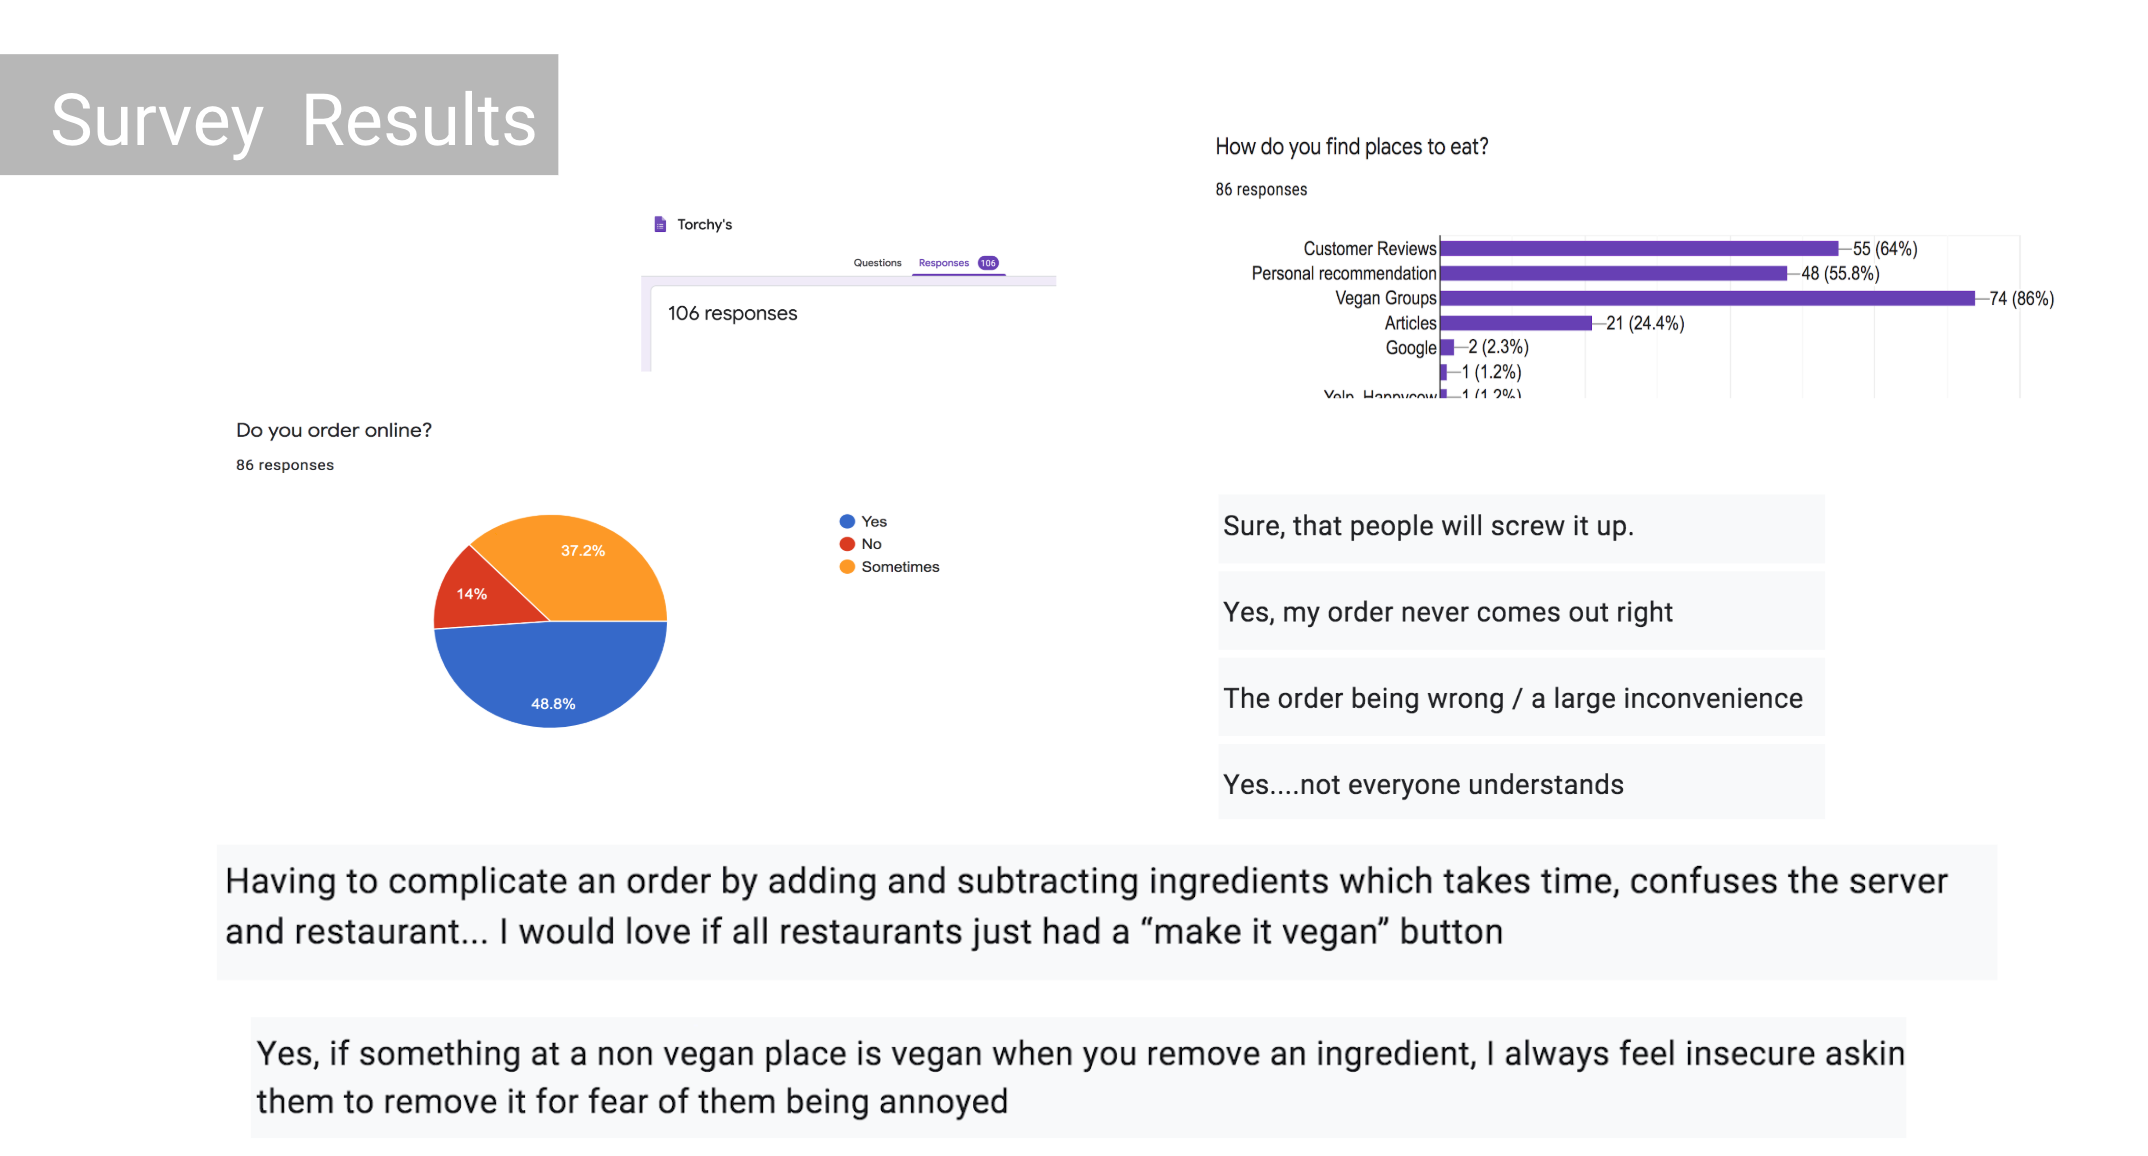 Survey Results
Torchy's
Questions Responses 106
106 responses
How do you find places to eat?
86 responses
Customer Reviews 55 (64%)
Personal recommendation 48 (55.8%)
Vegan Groups 74 (86%)
Articles 21 (24.4%)
Google 2 (2.3%)
1 (1.2%)
Yelp, Happycow 1 (1.2%)
Do you order online?
86 responses
Yes
No
Sometimes
37.2%
14%
48.8%
Sure, that people will screw it up.
Yes, my order never comes out right
The order being wrong / a large inconvenience
Yes....not everyone understands
Having to complicate an order by adding and subtracting ingredients which takes time, confuses the server
and restaurant... I would love if all restaurants just had a “make it vegan” button
Yes, if something at a non vegan place is vegan when you remove an ingredient, I always feel insecure askin
them to remove it for fear of them being annoyed